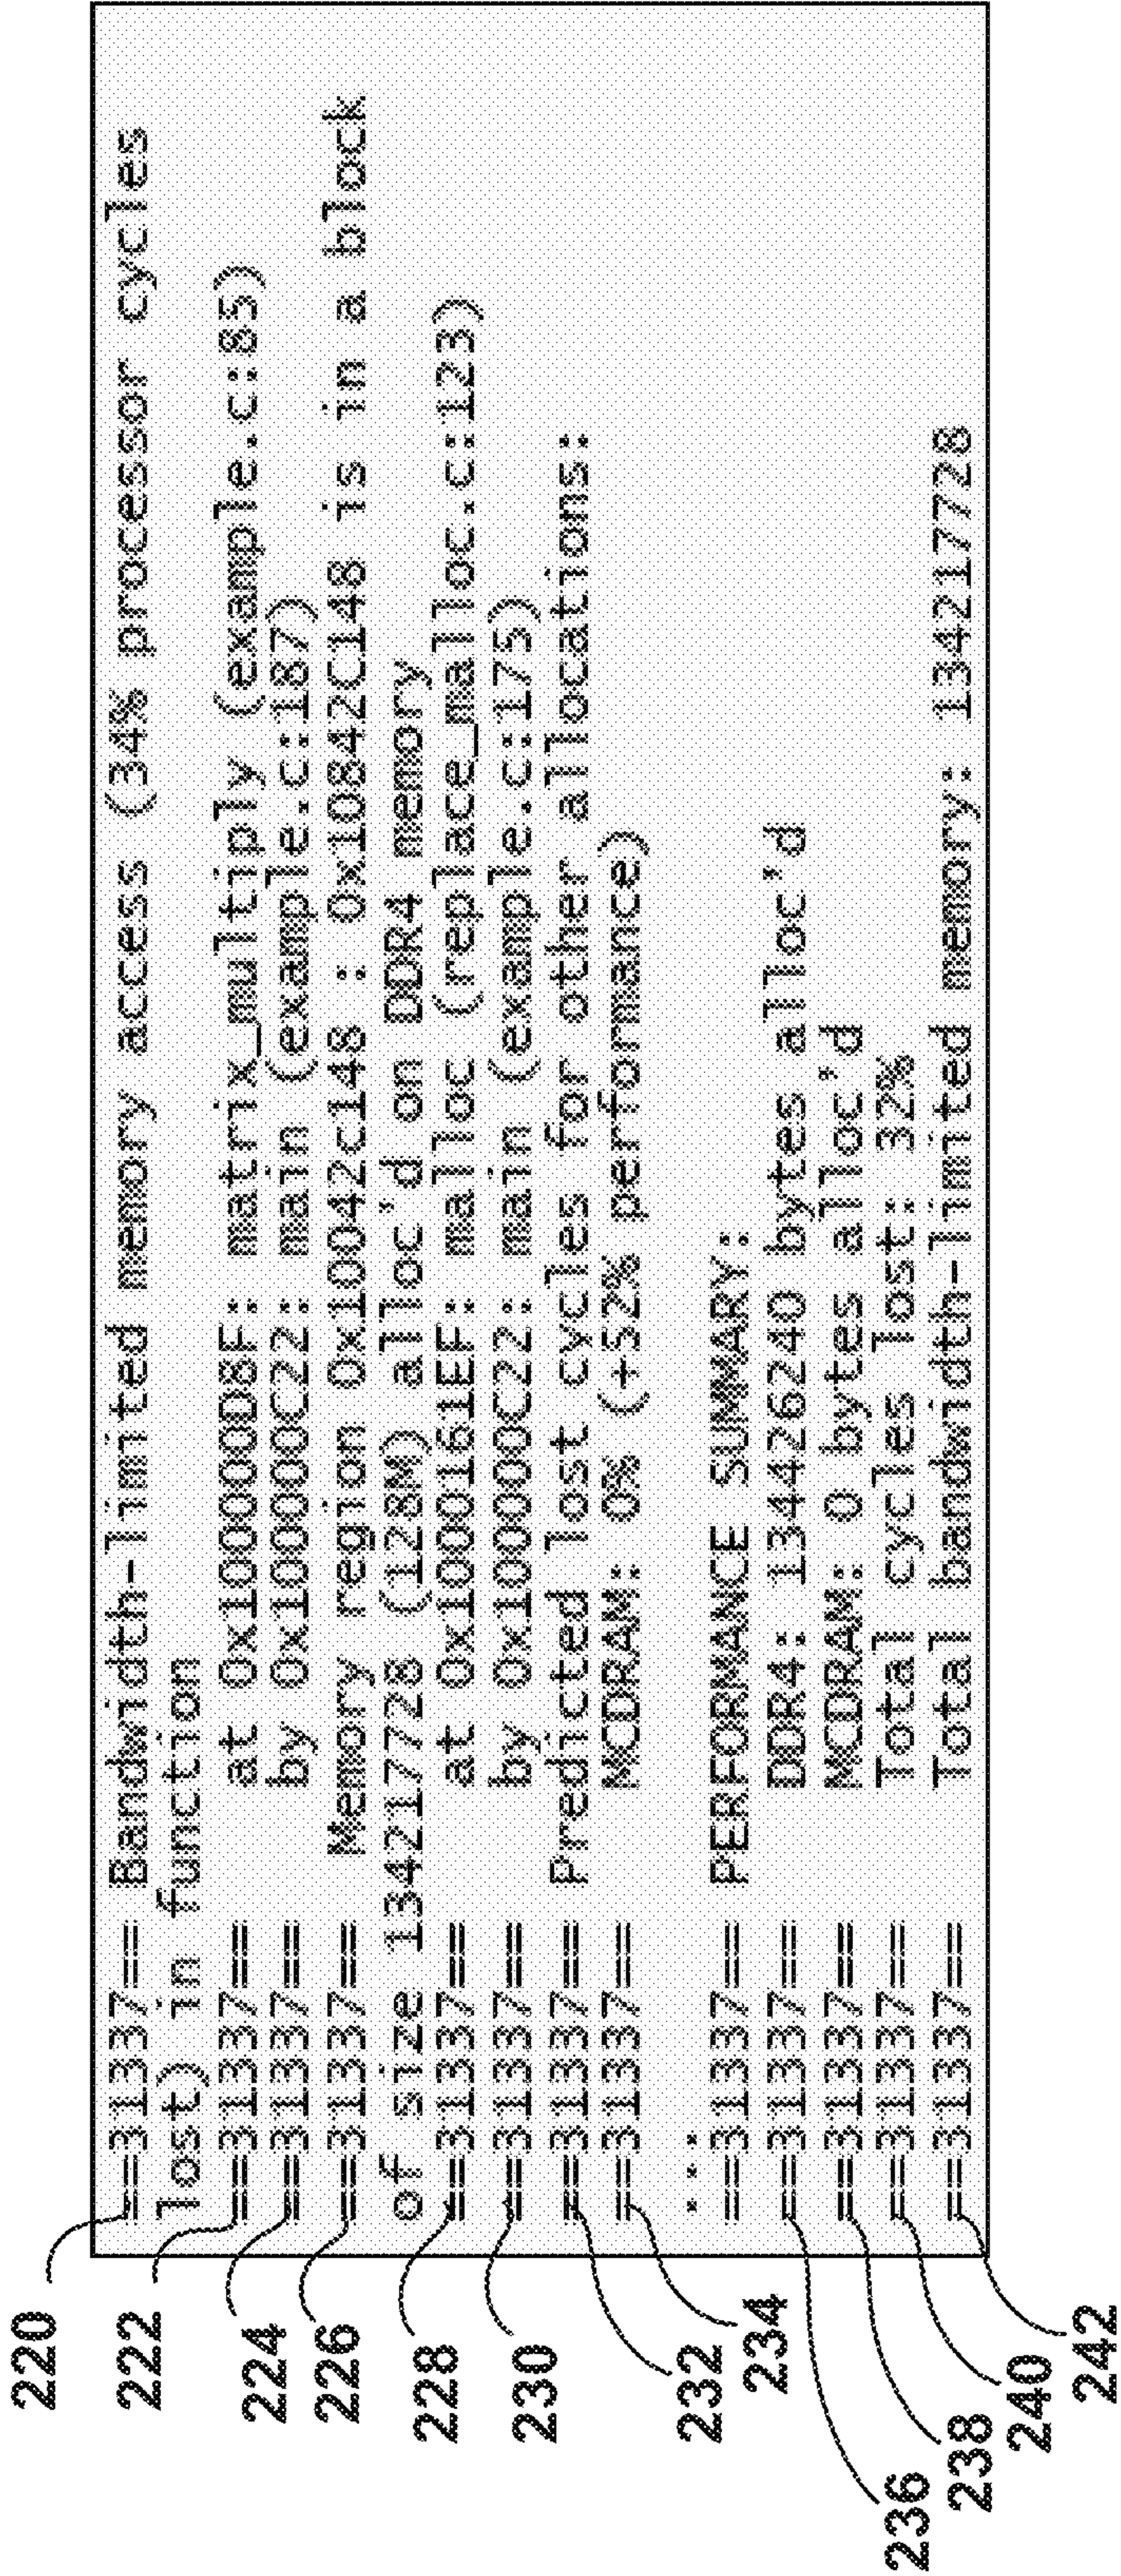 220 ==31337== Bandwidth-limited memory access (34% processor cycles
lost) in function
222 ==31337== at 0x100000D8F: matrix_multiply (example.c:85)
224 ==31337== by 0x100000C22: main (example.c:187)
226 ==31337== Memory region 0x10042c148 : 0x10842C148 is in a block
of size 134217728 (128M) alloc'd on DDR4 memory
228 ==31337== at 0x1000161EF: malloc (replace_malloc.c:123)
230 ==31337== by 0x100000C22: main (example.c:175)
232 ==31337== Predicted lost cycles for other allocations:
234 ==31337== MCDRAM: 0% (+52% performance)
...
==31337== PERFORMANCE SUMMARY:
236 ==31337== DDR4: 134426240 bytes alloc'd
238 ==31337== MCDRAM: 0 bytes alloc'd
240 ==31337== Total cycles lost: 32%
242 ==31337== Total bandwidth-limited memory: 134217728